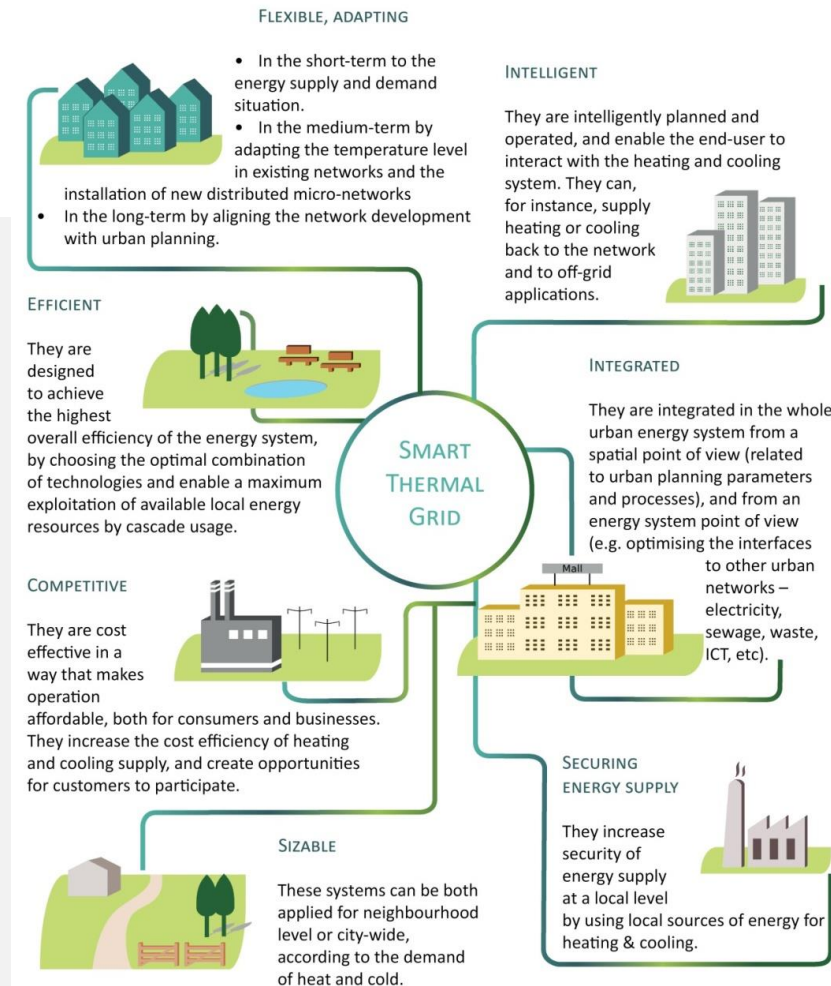 FLEXIBLE, ADAPTING
• In the short-term to the
energy supply and demand
situation.
• In the medium-term by
adapting the temperature level
in existing networks and the
installation of new distributed micro-networks
• In the long-term by aligning the network development
with urban planning.
INTELLIGENT
They are intelligently planned and
operated, and enable the end-user to
interact with the heating and cooling
system. They can,
for instance, supply
heating or cooling
back to the network
and to off-grid
applications.
EFFICIENT
They are
designed
to achieve
the highest
overall efficiency of the energy system,
by choosing the optimal combination
of technologies and enable a maximum
exploitation of available local energy
resources by cascade usage.
SMART
THERMAL
GRID
INTEGRATED
They are integrated in the whole
urban energy system from a
spatial point of view (related
to urban planning parameters
and processes), and from an
energy system point of view
(e.g. optimising the interfaces
to other urban
networks –
electricity,
sewage, waste,
ICT, etc).
Mall
COMPETITIVE
They are cost
effective in a
way that makes
operation
affordable, both for consumers and businesses.
They increase the cost efficiency of heating
and cooling supply, and create opportunities
for customers to participate.
SECURING
ENERGY SUPPLY
They increase
security of
energy supply
at a local level
by using local sources of energy for
heating & cooling.
SIZABLE
These systems can be both
applied for neighbourhood
level or city-wide,
according to the demand
of heat and cold.